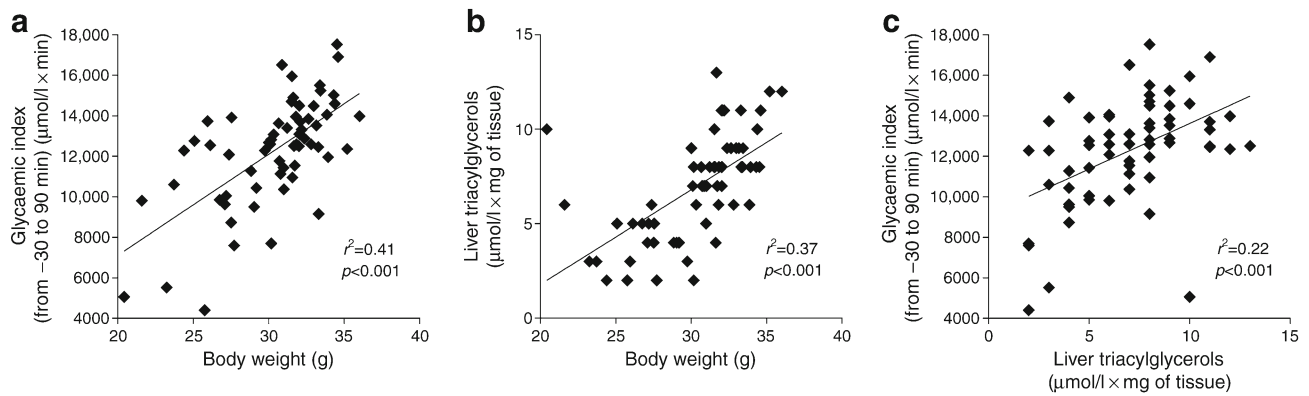 a
Glycaemic index
(from −30 to 90 min) (μmol/l × min)
18,000
16,000
14,000
12,000
10,000
8000
6000
4000
20
25
30
35
40
Body weight (g)
r²=0.41
p<0.001
b
Liver triacylglycerols
(μmol/l × mg of tissue)
15
10
5
0
20
25
30
35
40
Body weight (g)
r²=0.37
p<0.001
c
Glycaemic index
(from −30 to 90 min) (μmol/l × min)
18,000
16,000
14,000
12,000
10,000
8000
6000
4000
0
5
10
15
Liver triacylglycerols
(μmol/l × mg of tissue)
r²=0.22
p<0.001